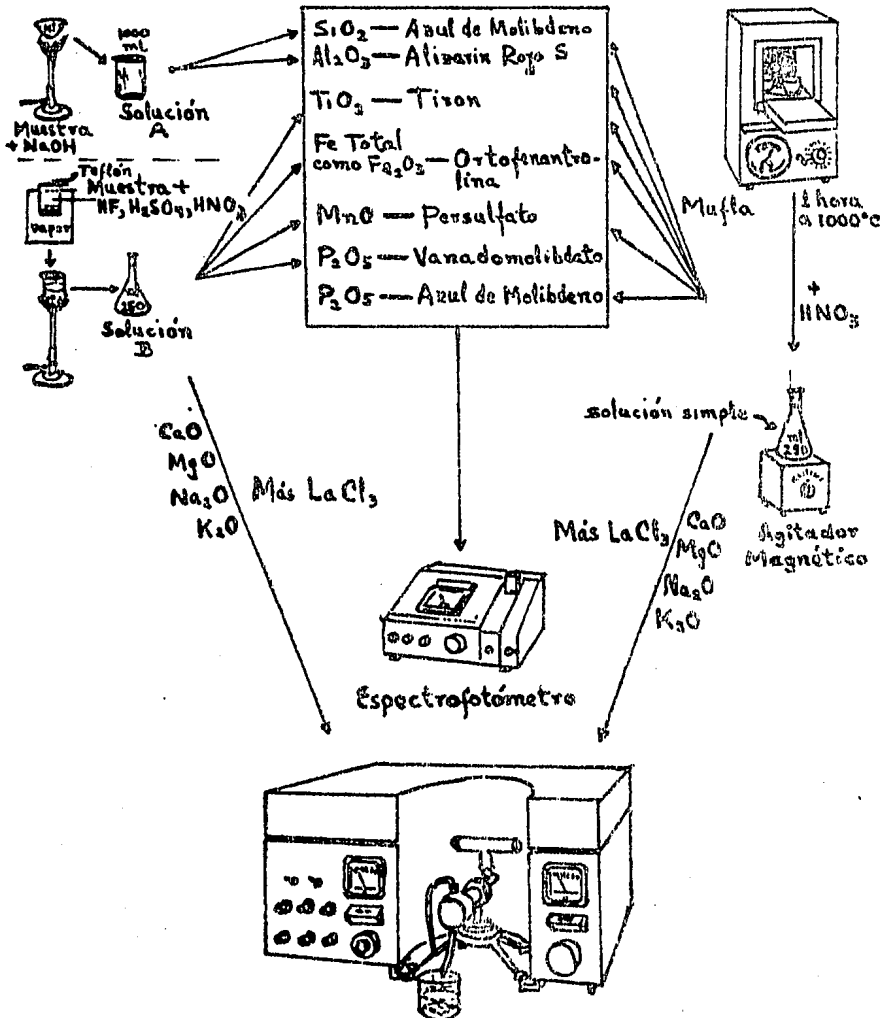 Ni
1000
ml
Solución
A
Muestra
+ NaOH
Teflón
Muestra +
HF, H₂SO₄, HNO₃
vapor
250
Solución
B
SiO₂ — Azul de Molibdeno
Al₂O₃ — Alizarin Rojo S
TiO₂ — Tiron
Fe Total
como Fe₂O₃ — Ortofenantro-
lina
MnO — Persulfato
P₂O₅ — Vanadomolibdato
P₂O₅ — Azul de Molibdeno
Mufla
1 hora
a 1000°C
+
HNO₃
solución simple
ml
250
Agitador
Magnético
CaO
MgO
Na₂O
K₂O
Más LaCl₃
Más LaCl₃
CaO
MgO
Na₂O
K₂O
Espectrofotómetro